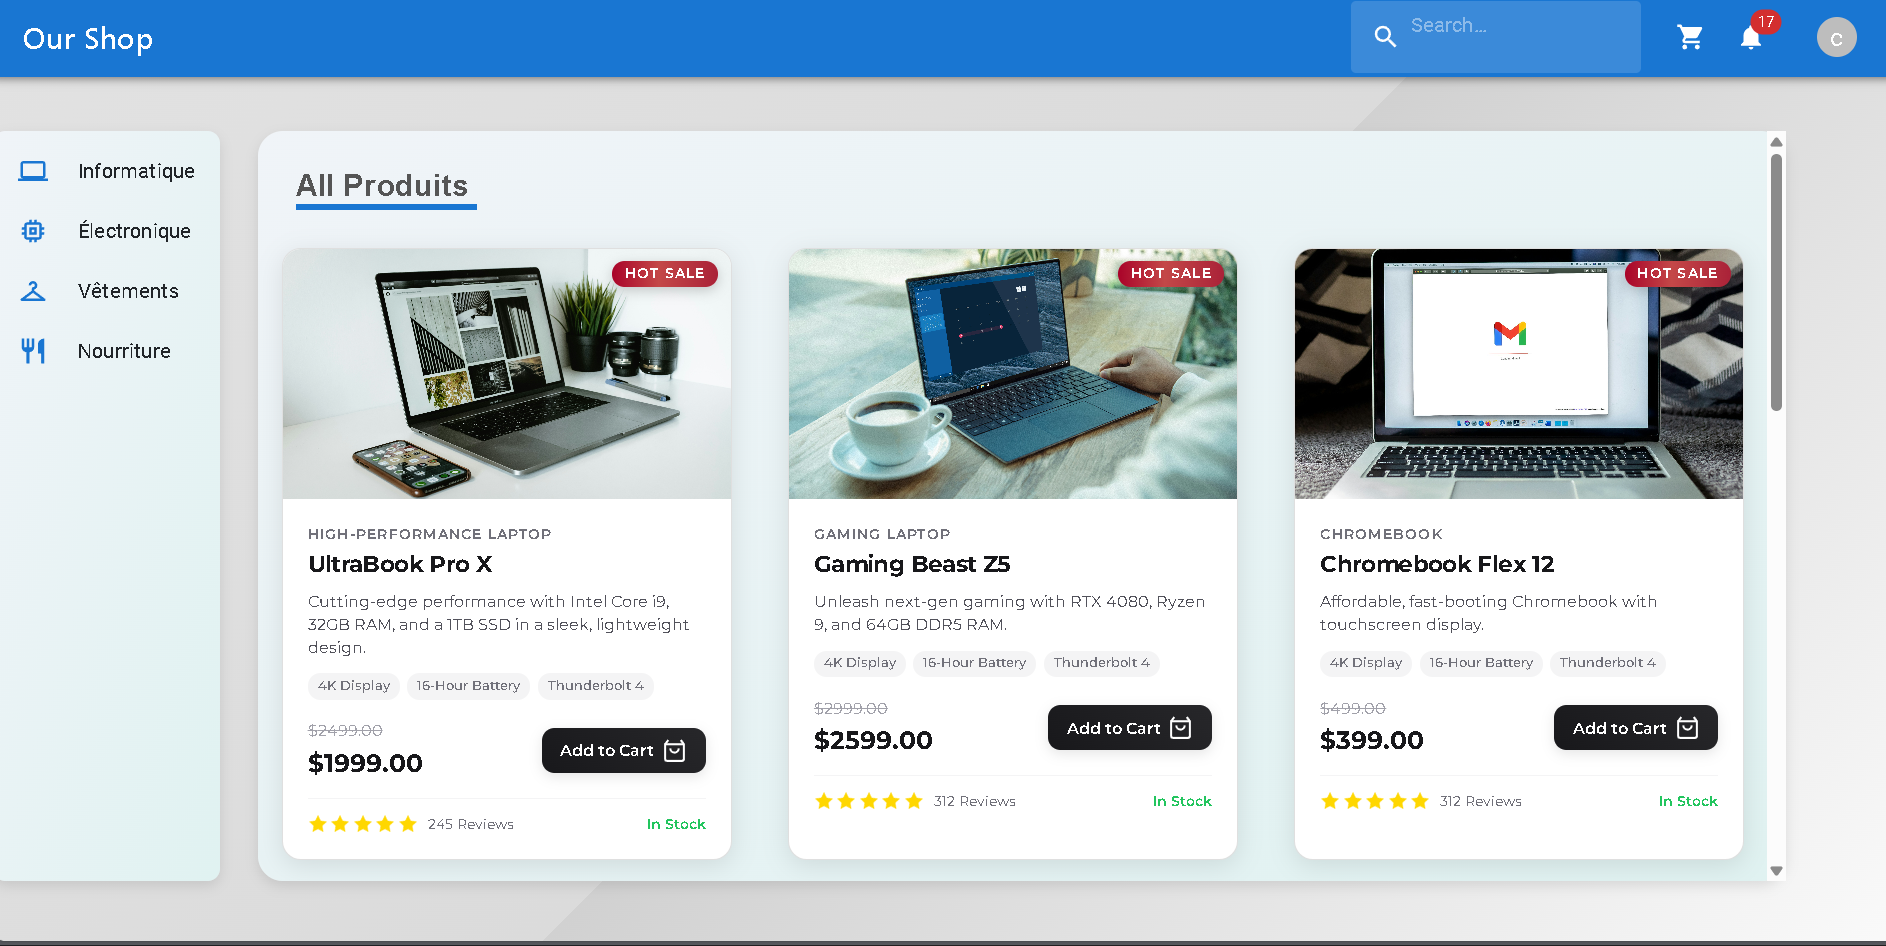 Our Shop
Search...
17
C
Informatique
Électronique
Vêtements
Nourriture
All Produits
HOT SALE
HIGH-PERFORMANCE LAPTOP
UltraBook Pro X
Cutting-edge performance with Intel Core i9,
32GB RAM, and a 1TB SSD in a sleek, lightweight
design.
4K Display
16-Hour Battery
Thunderbolt 4
$2499.00
$1999.00
Add to Cart
245 Reviews
In Stock
HOT SALE
GAMING LAPTOP
Gaming Beast Z5
Unleash next-gen gaming with RTX 4080, Ryzen
9, and 64GB DDR5 RAM.
4K Display
16-Hour Battery
Thunderbolt 4
$2999.00
$2599.00
Add to Cart
312 Reviews
In Stock
HOT SALE
CHROMEBOOK
Chromebook Flex 12
Affordable, fast-booting Chromebook with
touchscreen display.
4K Display
16-Hour Battery
Thunderbolt 4
$499.00
$399.00
Add to Cart
312 Reviews
In Stock